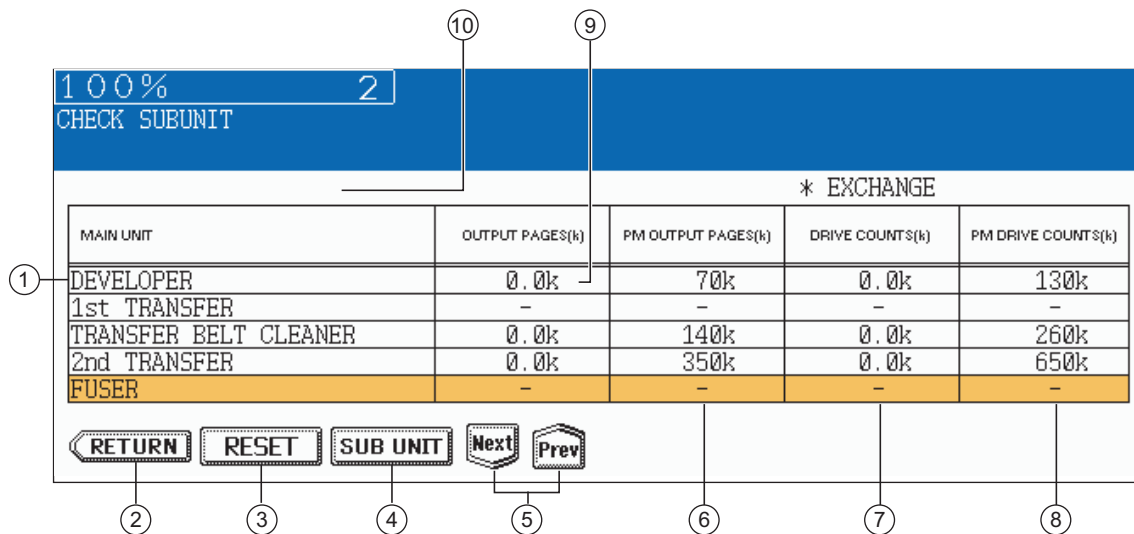 10 9
100% 2
CHECK SUBUNIT
* EXCHANGE
MAIN UNIT OUTPUT PAGES(k) PM OUTPUT PAGES(k) DRIVE COUNTS(k) PM DRIVE COUNTS(k)
1 DEVELOPER 0.0k 70k 0.0k 130k
1st TRANSFER - - - -
TRANSFER BELT CLEANER 0.0k 140k 0.0k 260k
2nd TRANSFER 0.0k 350k 0.0k 650k
FUSER - - - -
RETURN RESET SUB UNIT Next Prev
2 3 4 5 6 7 8